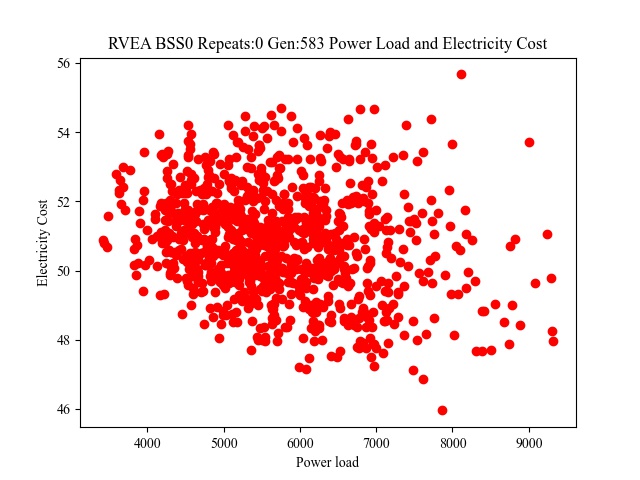 RVEA BSS0 Repeats:0 Gen:583 Power Load and Electricity Cost
56
54
52
50
48
46
Electricity Cost
4000 5000 6000 7000 8000 9000
Power load